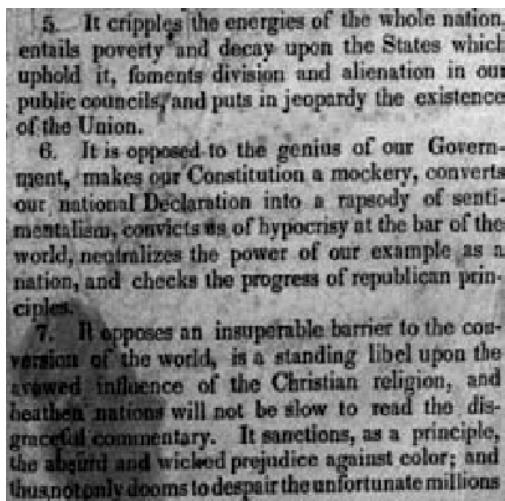 5. It cripples the energies of the whole nation,
entails poverty and decay upon the States which
uphold it, foments division and alienation in our
public councils, and puts in jeopardy the existence
of the Union.
6. It is opposed to the genius of our Govern-
ment, makes our Constitution a mockery, converts
our national Declaration into a rapsody of senti-
mentalism, convicts us of hypocrisy at the bar of the
world, neutralizes the power of our example as a
nation, and checks the progress of republican prin-
ciples.
7. It opposes an insuperable barrier to the con-
version of the world, is a standing libel upon the
avowed influence of the Christian religion, and
heathen nations will not be slow to read the dis-
graceful commentary. It sanctions, as a principle,
the absurd and wicked prejudice against color; and
thus not only dooms to despair the unfortunate millions